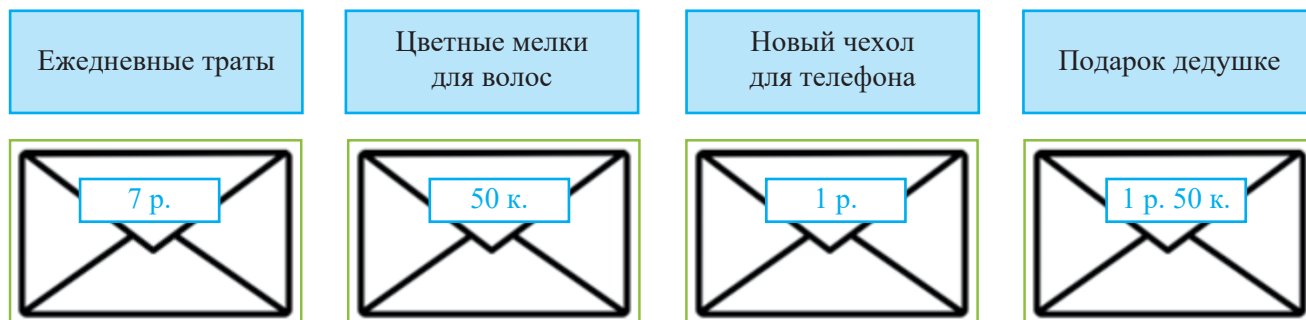 Ежедневные траты
Цветные мелки
для волос
Новый чехол
для телефона
Подарок дедушке
7 р.
50 к.
1 р.
1 р. 50 к.